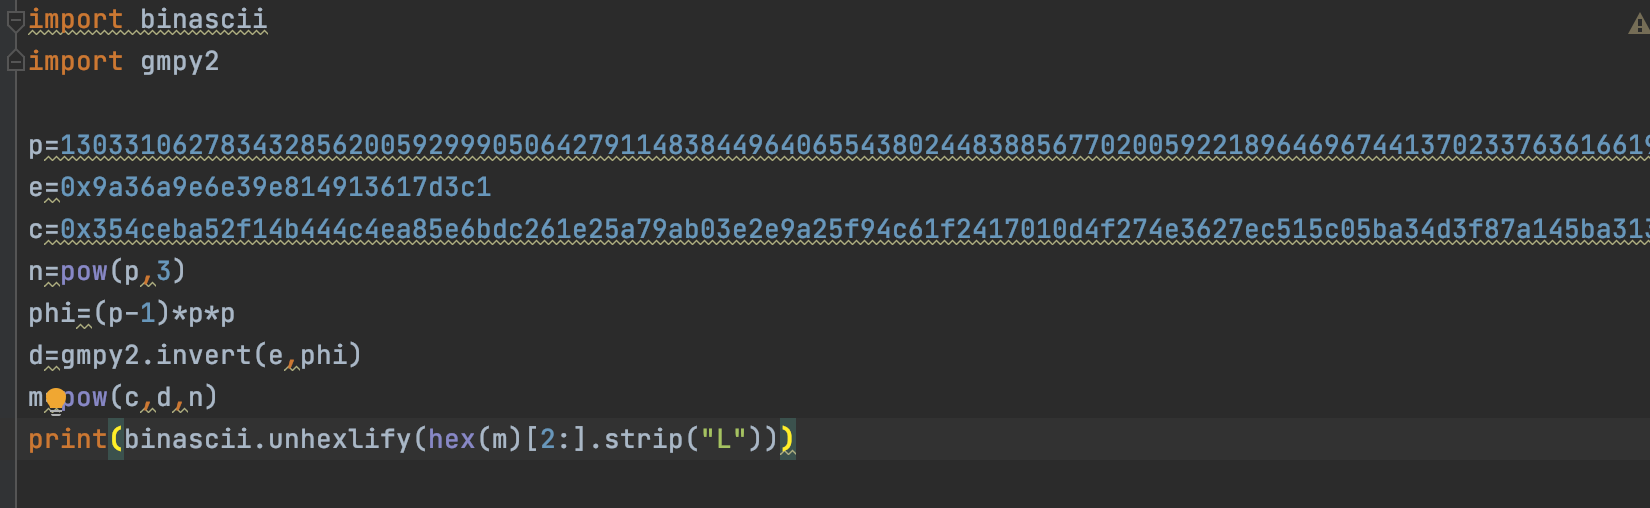 import binascii
import gmpy2
p=130331062783432856200592999050642791148384496406554380244838856770200592218964696744137023376361661​9
e=0x9a36a9e6e39e814913617d3c1
c=0x354ceba52f14b444c4ea85e6bdc261e25a79ab03e2e9a25f94c61f2417010d4f274e3627ec515c05ba34d3f87a145ba313
n=pow(p,3)
phi=(p-1)*p*p
d=gmpy2.invert(e,phi)
m=pow(c,d,n)
print(binascii.unhexlify(hex(m)[2:].strip("L")))